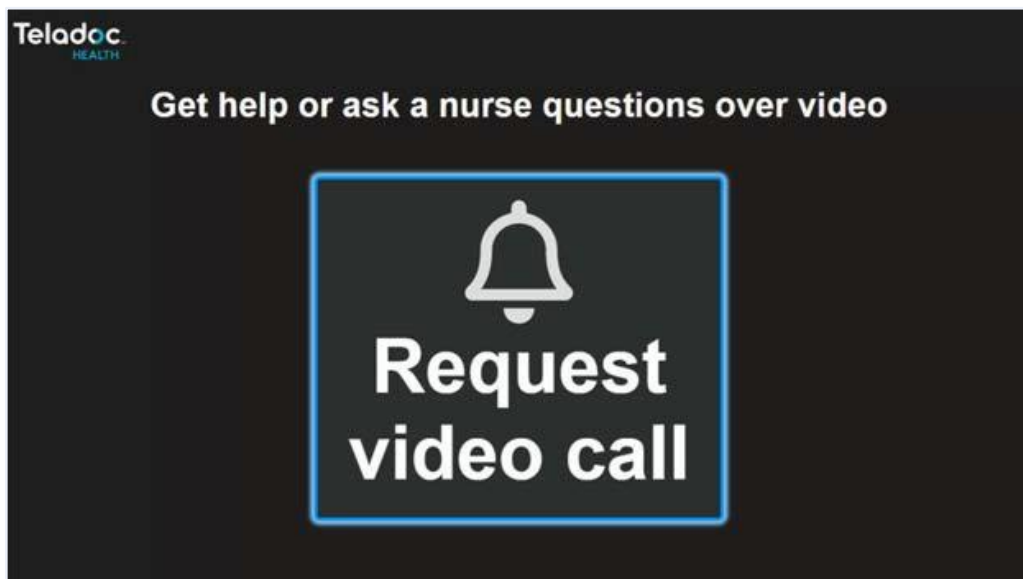 Teladoc
HEALTH
Get help or ask a nurse questions over video
Request
video call